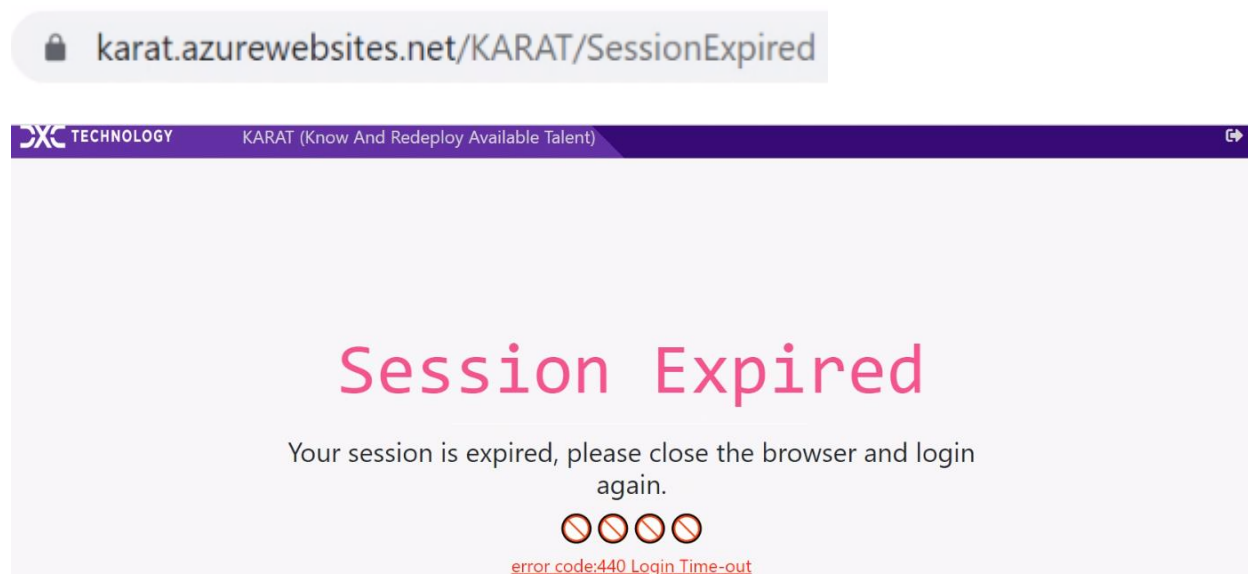 karat.azurewebsites.net/KARAT/SessionExpired
DXC TECHNOLOGY KARAT (Know And Redeploy Available Talent)
Session Expired
Your session is expired, please close the browser and login
again.
error code:440 Login Time-out